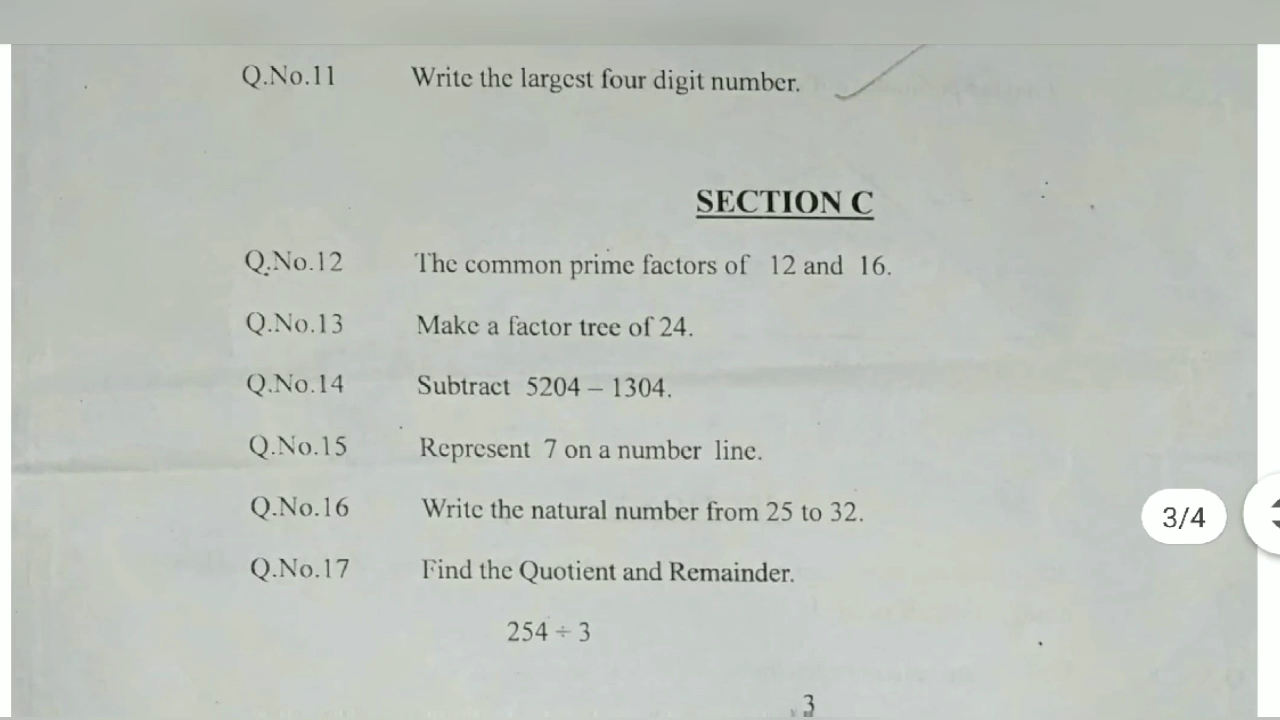 Q.No.11 Write the largest four digit number.
SECTION C
Q.No.12 The common prime factors of 12 and 16.
Q.No.13 Make a factor tree of 24.
Q.No.14 Subtract 5204 – 1304.
Q.No.15 Represent 7 on a number line.
Q.No.16 Write the natural number from 25 to 32.
3/4
Q.No.17 Find the Quotient and Remainder.
254 ÷ 3
3